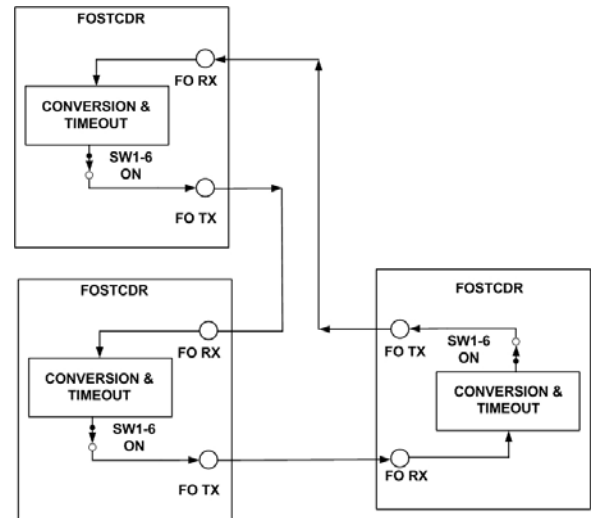 FOSTCDR
FO RX
CONVERSION &
TIMEOUT
SW1-6
ON
FO TX
FOSTCDR
FO RX
CONVERSION &
TIMEOUT
SW1-6
ON
FO TX
FOSTCDR
FO TX
SW1-6
ON
CONVERSION &
TIMEOUT
FO RX